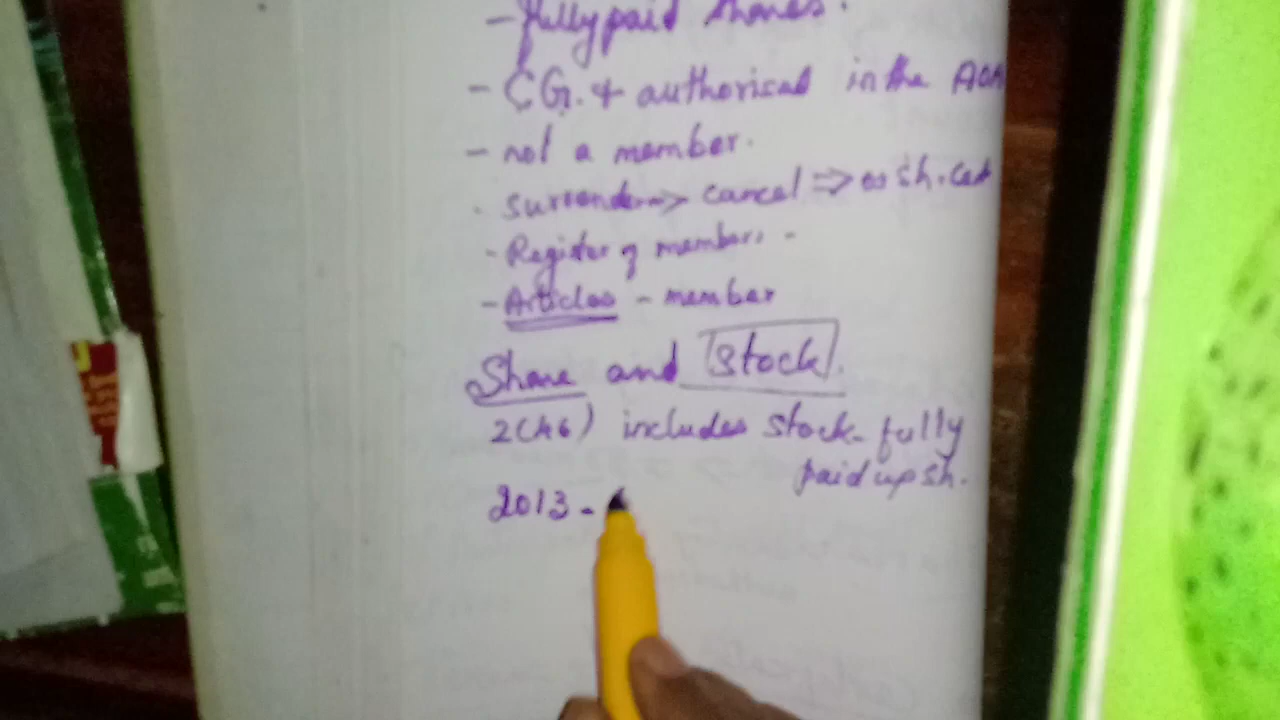 - fully paid shares.
- CG. & authorised in the AOA
- not a member.
. surrender -> cancel => sh. cert
- Register of members -
- Articles - member
Share and stock.
2(46) includes stock - fully
paid up sh.
2013 -